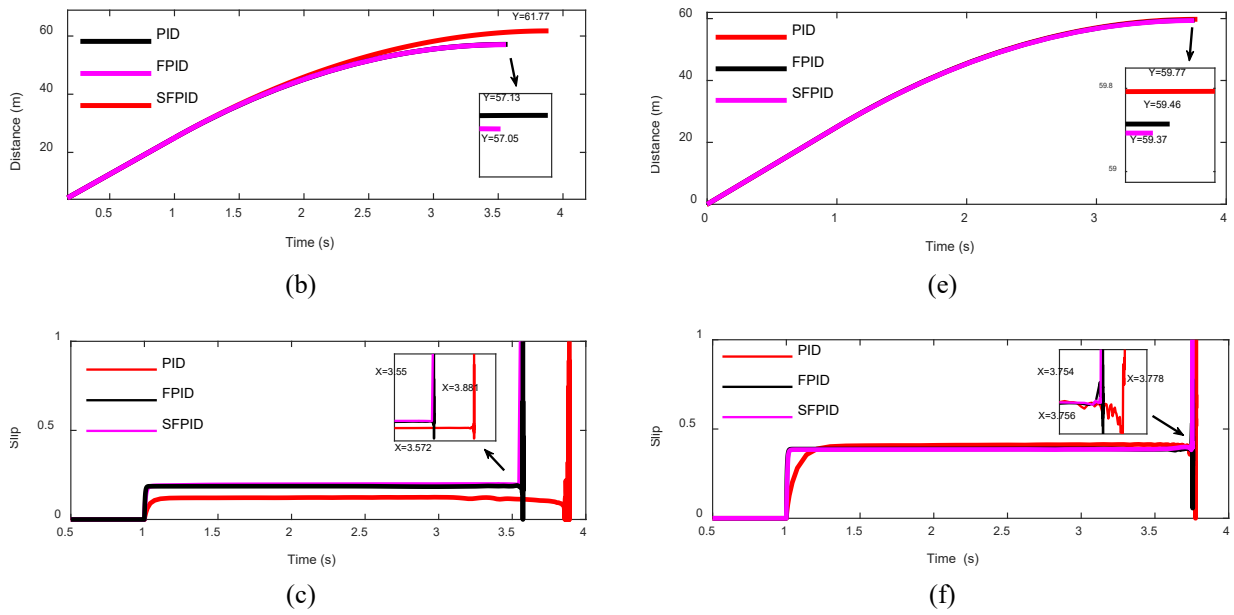 60
Y=61.77
PID
FPID
SFPID
40
20
Distance (m)
Y=57.13
Y=57.05
0.5 1 1.5 2 2.5 3 3.5 4
Time (s)
(b)
60
PID
FPID
SFPID
40
20
0
Distance (m)
Y=59.77
59.8
Y=59.46
Y=59.37
59
0 1 2 3 4
Time (s)
(e)
1
PID
FPID
SFPID
0.5
0
Slip
X=3.55
X=3.881
X=3.572
0.5 1 1.5 2 2.5 3 3.5 4
Time (s)
(c)
1
PID
FPID
SFPID
0.5
0
Slip
X=3.754
X=3.778
X=3.756
0.5 1 1.5 2 2.5 3 3.5 4
Time (s)
(f)